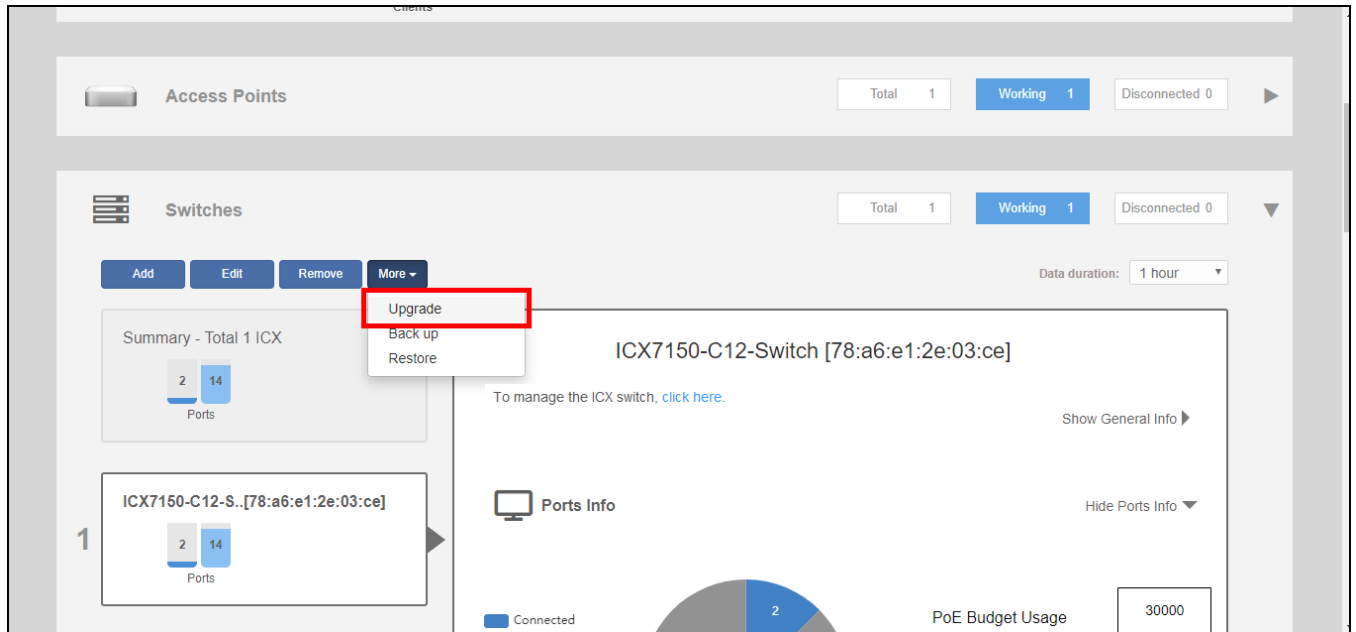 Clients
Access Points
Total 1
Working 1
Disconnected 0
Switches
Total 1
Working 1
Disconnected 0
Add
Edit
Remove
More
Data duration:
1 hour
Upgrade
Back up
Restore
Summary - Total 1 ICX
2 14
Ports
ICX7150-C12-Switch [78:a6:e1:2e:03:ce]
To manage the ICX switch, click here.
Show General Info
1
ICX7150-C12-S..[78:a6:e1:2e:03:ce]
2 14
Ports
Ports Info
Hide Ports Info
Connected
2
PoE Budget Usage
30000